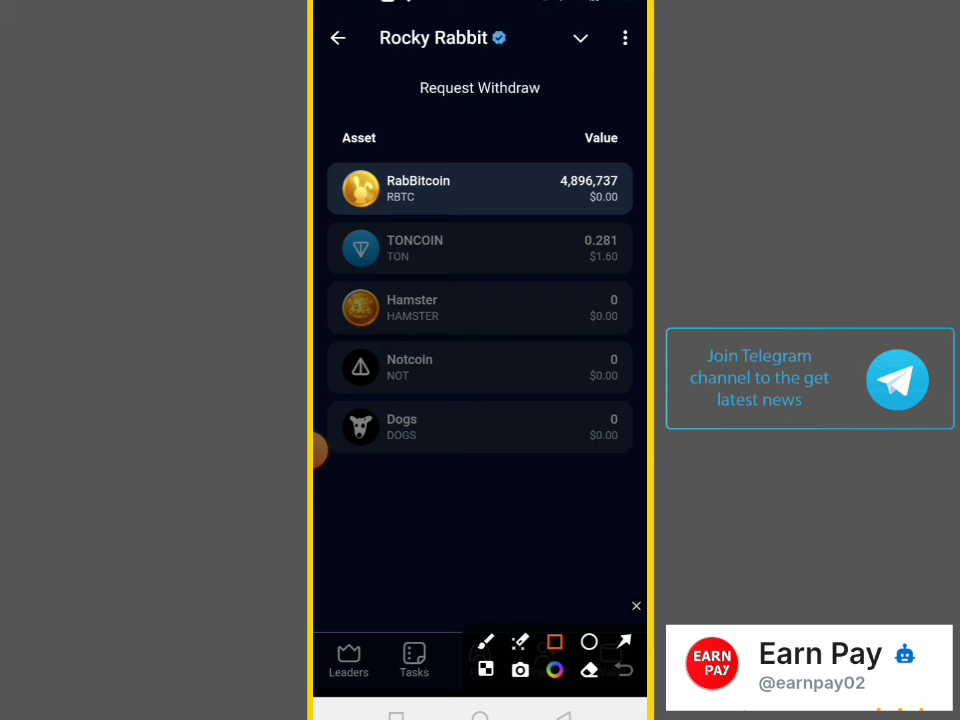 Rocky Rabbit
Request Withdraw
Asset Value
RabBitcoin 4,896,737
RBTC $0.00
TONCOIN 0.281
TON $1.60
Hamster 0
HAMSTER $0.00
Notcoin 0
NOT $0.00
Dogs 0
DOGS $0.00
Leaders Tasks
Join Telegram
channel to the get
latest news
EARN
PAY
Earn Pay
@earnpay02